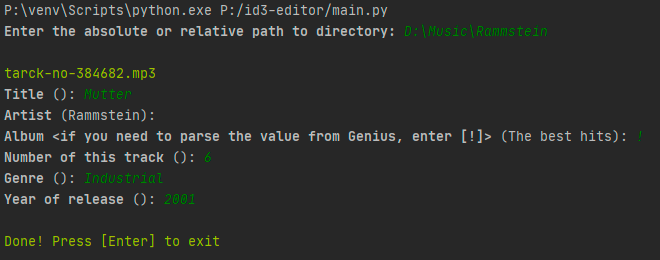 P:\venv\Scripts\python.exe P:/id3-editor/main.py
Enter the absolute or relative path to directory: D:\Music\Rammstein
tarck-no-384682.mp3
Title (): Mutter
Artist (Rammstein):
Album <if you need to parse the value from Genius, enter [!]> (The best hits): !
Number of this track (): 6
Genre (): Industrial
Year of release (): 2001
Done! Press [Enter] to exit